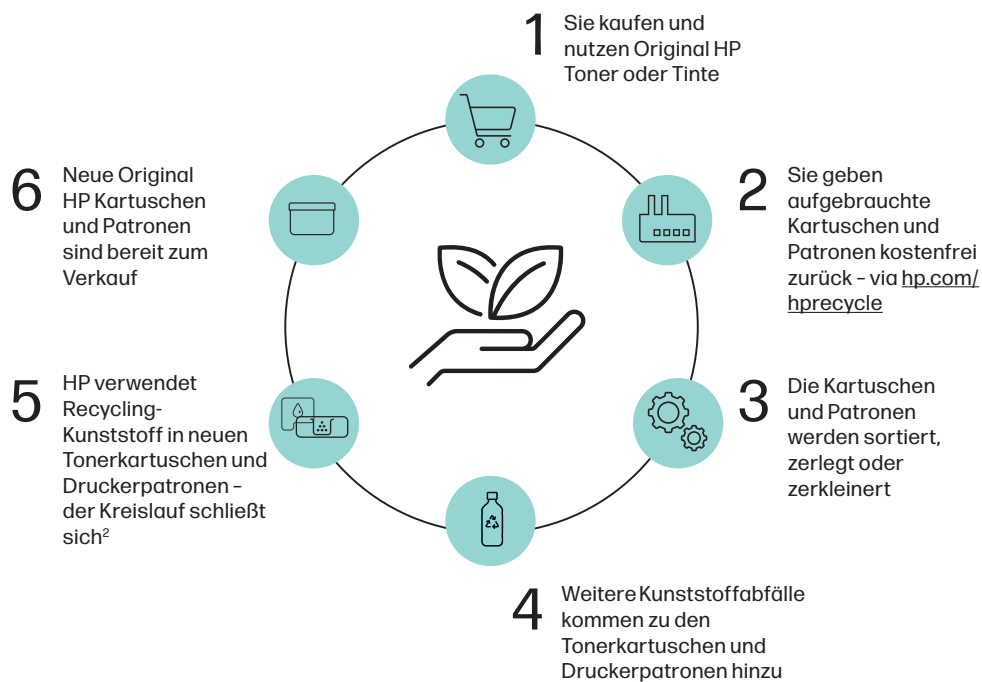 1
Sie kaufen und
nutzen Original HP
Toner oder Tinte
2
Sie geben
aufgebrauchte
Kartuschen und
Patronen kostenfrei
zurück – via hp.com/
hprecycle
3
Die Kartuschen
und Patronen
werden sortiert,
zerlegt oder
zerkleinert
4
Weitere Kunststoffabfälle
kommen zu den
Tonerkartuschen und
Druckerpatronen hinzu
5
HP verwendet
Recycling-
Kunststoff in neuen
Tonerkartuschen und
Druckerpatronen –
der Kreislauf schließt
sich²
6
Neue Original
HP Kartuschen
und Patronen
sind bereit zum
Verkauf